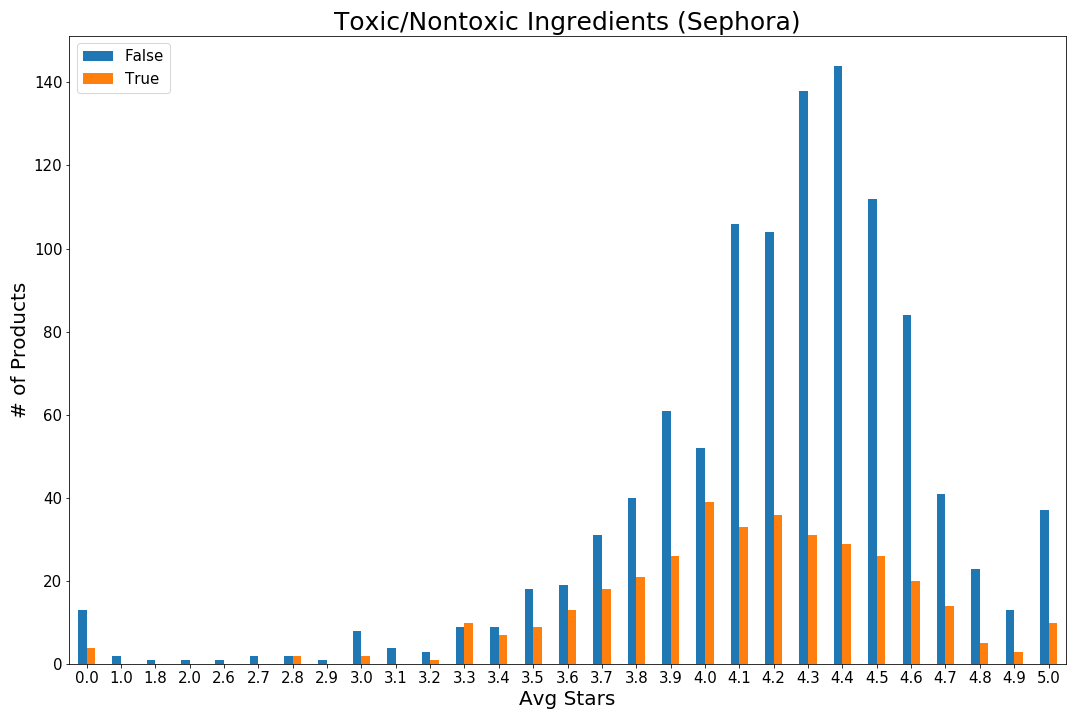 Toxic/Nontoxic Ingredients (Sephora)
False
True
140
120
100
80
60
40
20
0
# of Products
0.0 1.0 1.8 2.0 2.6 2.7 2.8 2.9 3.0 3.1 3.2 3.3 3.4 3.5 3.6 3.7 3.8 3.9 4.0 4.1 4.2 4.3 4.4 4.5 4.6 4.7 4.8 4.9 5.0
Avg Stars